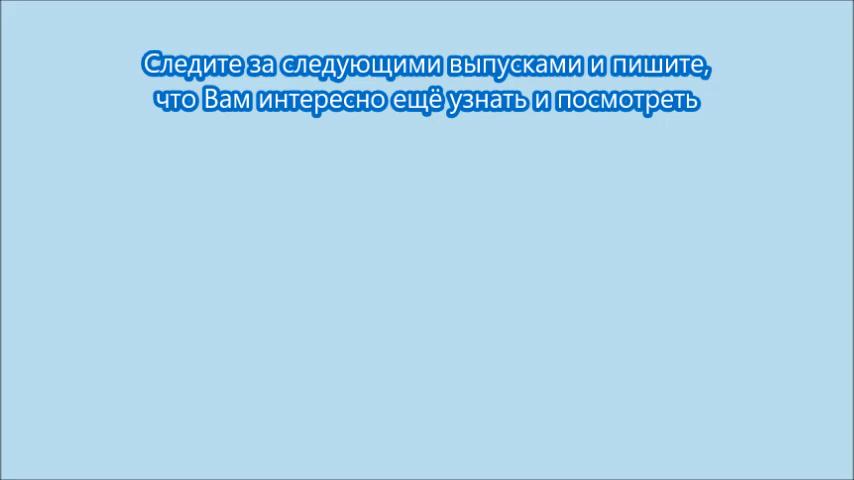 Следите за следующими выпусками и пишите,
что Вам интересно ещё узнать и посмотреть